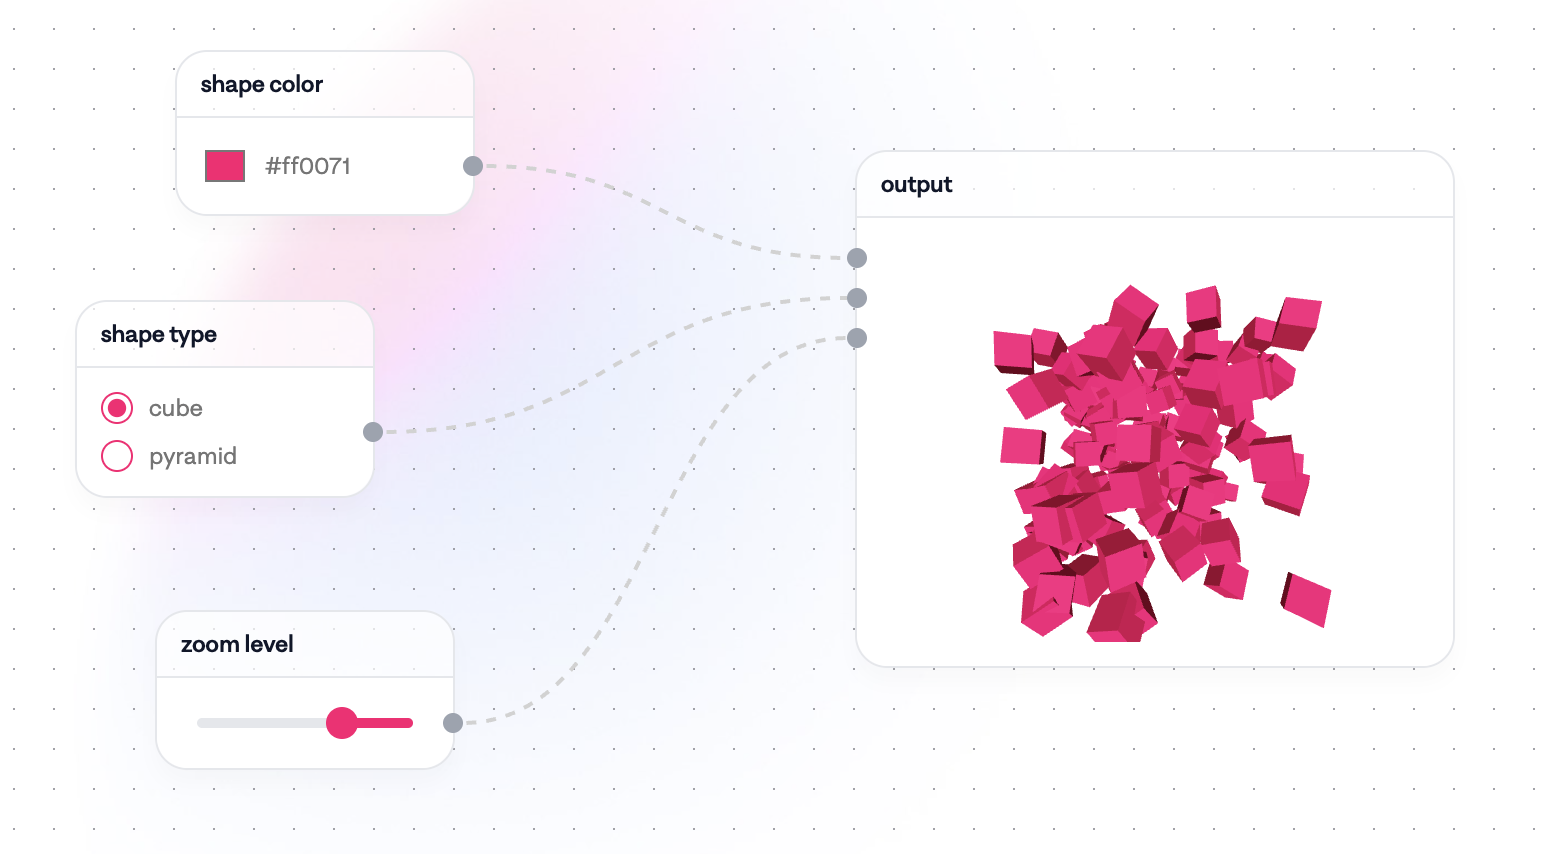 shape color
#ff0071
output
shape type
cube
pyramid
zoom level